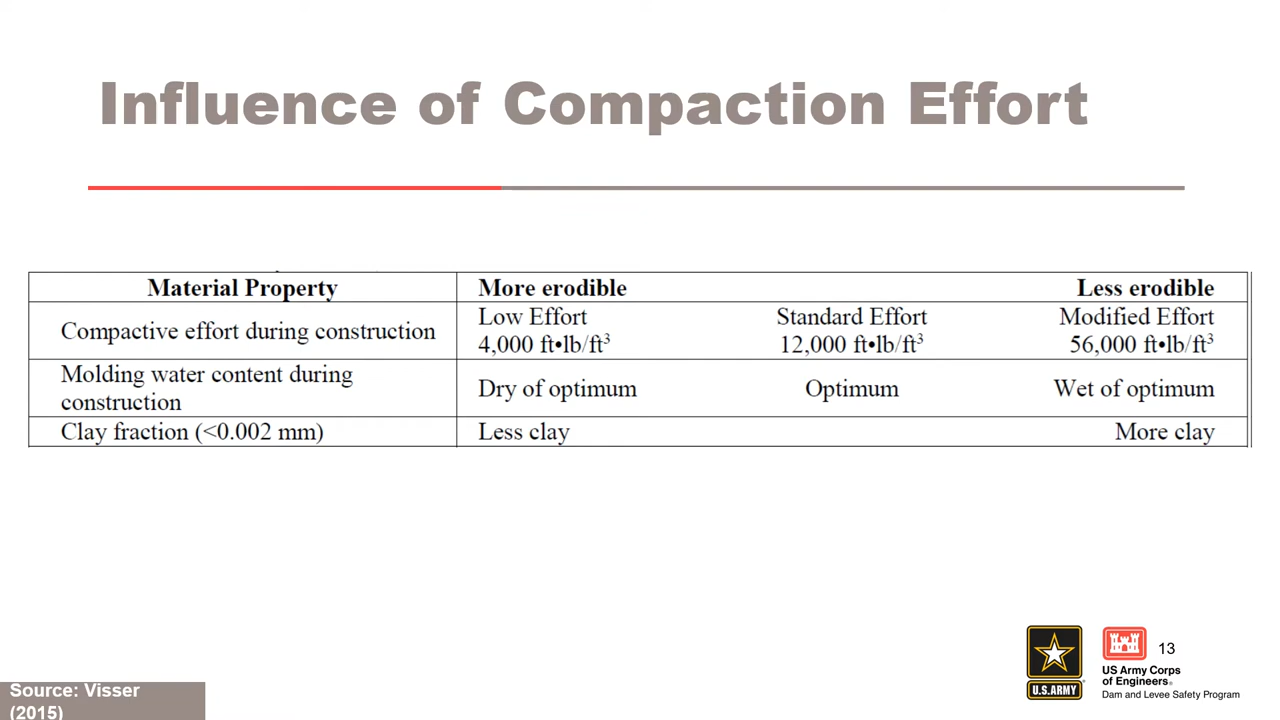 Influence of Compaction Effort
Material Property More erodible Less erodible
Compactive effort during construction
Low Effort Standard Effort Modified Effort
4,000 ft•lb/ft³ 12,000 ft•lb/ft³ 56,000 ft•lb/ft³
Molding water content during
construction
Dry of optimum Optimum Wet of optimum
Clay fraction (<0.002 mm) Less clay More clay
U.S.ARMY
13
US Army Corps
of Engineers®
Dam and Levee Safety Program
Source: Visser
(2015)